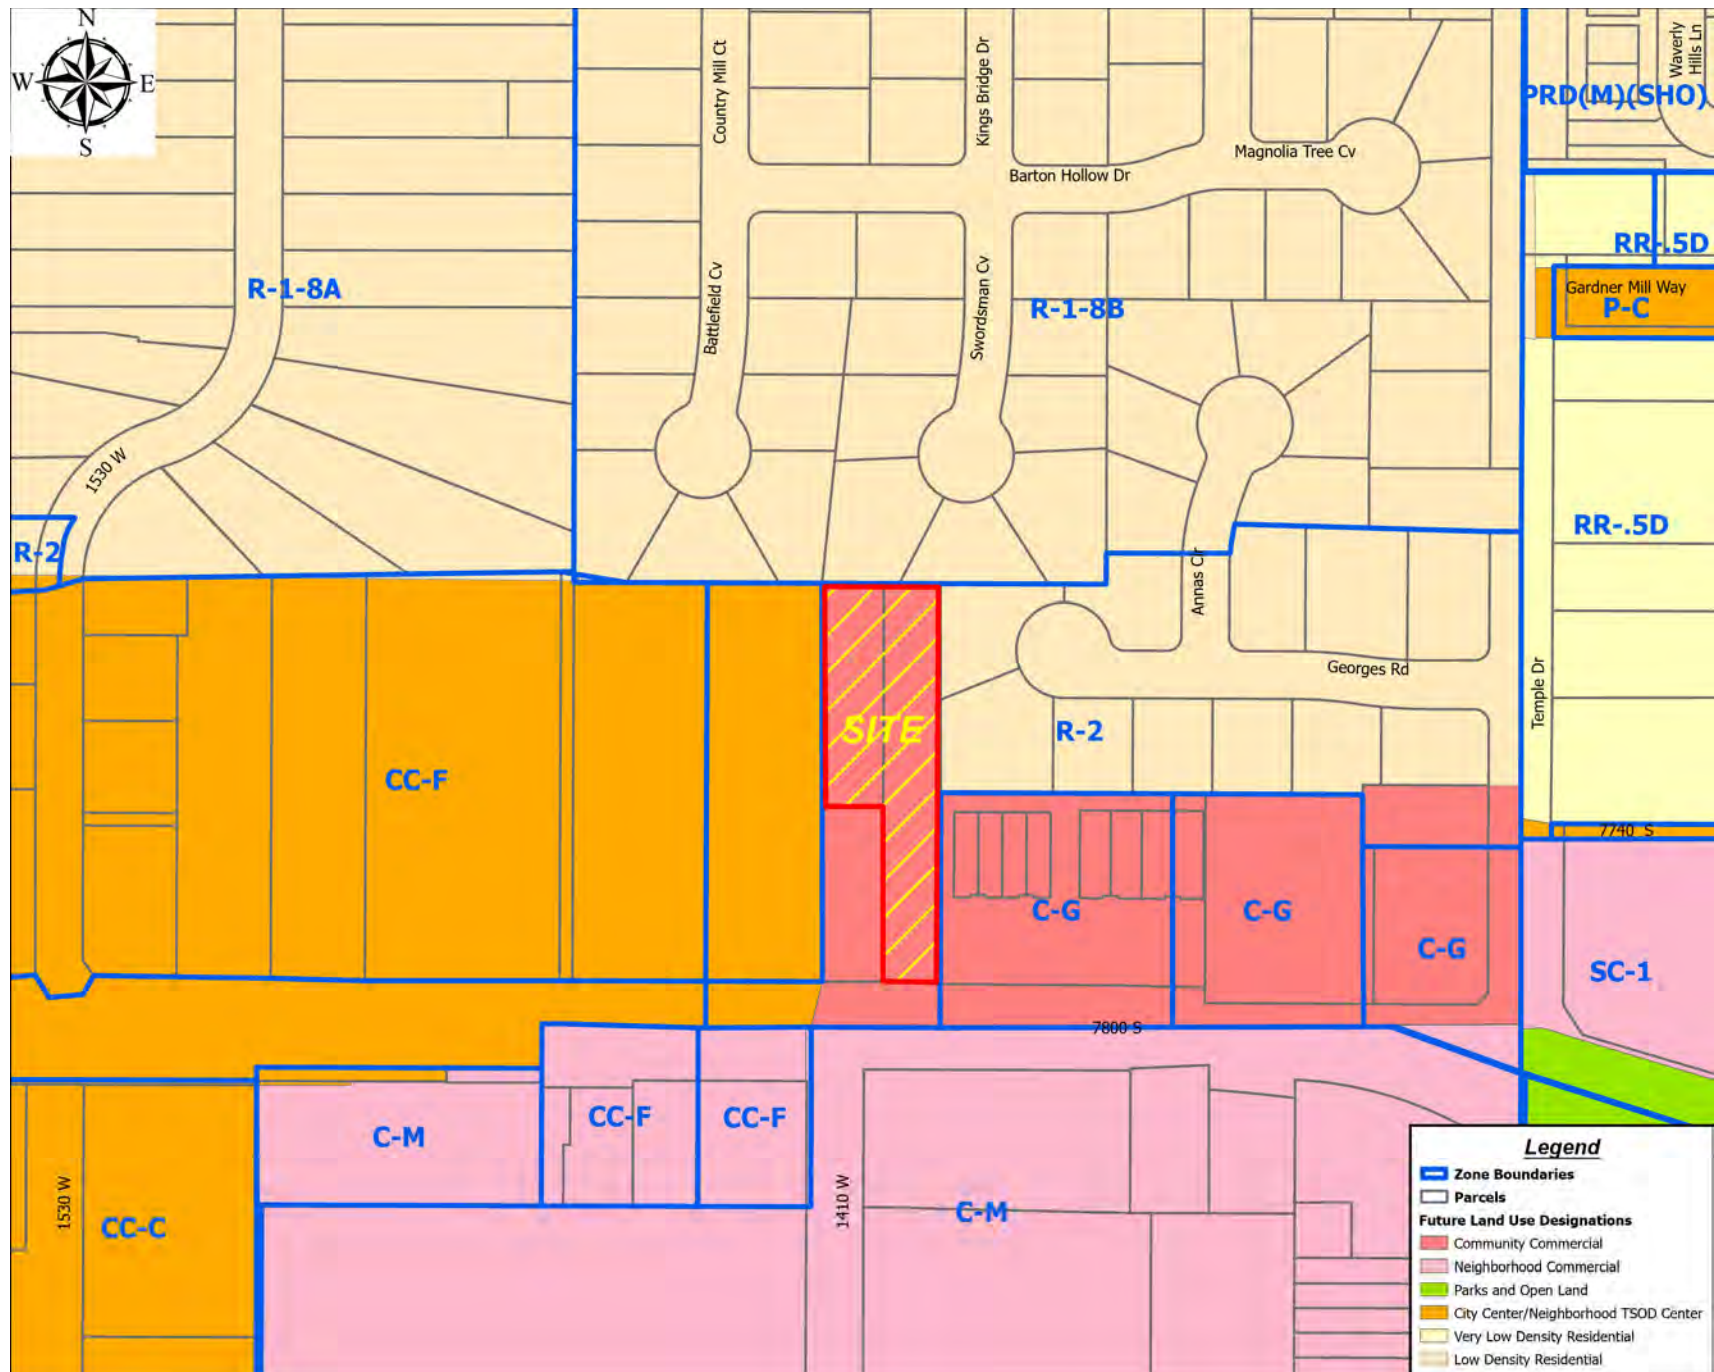 N
W
E
S
Country Mill Ct
Kings Bridge Dr
Waverly
Hills Ln
PRD(M)(SHO)
Magnolia Tree Cv
Barton Hollow Dr
RR-.5D
Battlefield Cv
Swordsman Cv
R-1-8A
R-1-8B
Gardner Mill Way
P-C
1530 W
RR-.5D
R-2
Annas Cir
Georges Rd
Temple Dr
SITE
R-2
CC-F
7740 S
C-G
C-G
C-G
SC-1
7800 S
C-M
CC-F
CC-F
1530 W
CC-C
1410 W
C-M
Legend
Zone Boundaries
Parcels
Future Land Use Designations
Community Commercial
Neighborhood Commercial
Parks and Open Land
City Center/Neighborhood TSOD Center
Very Low Density Residential
Low Density Residential